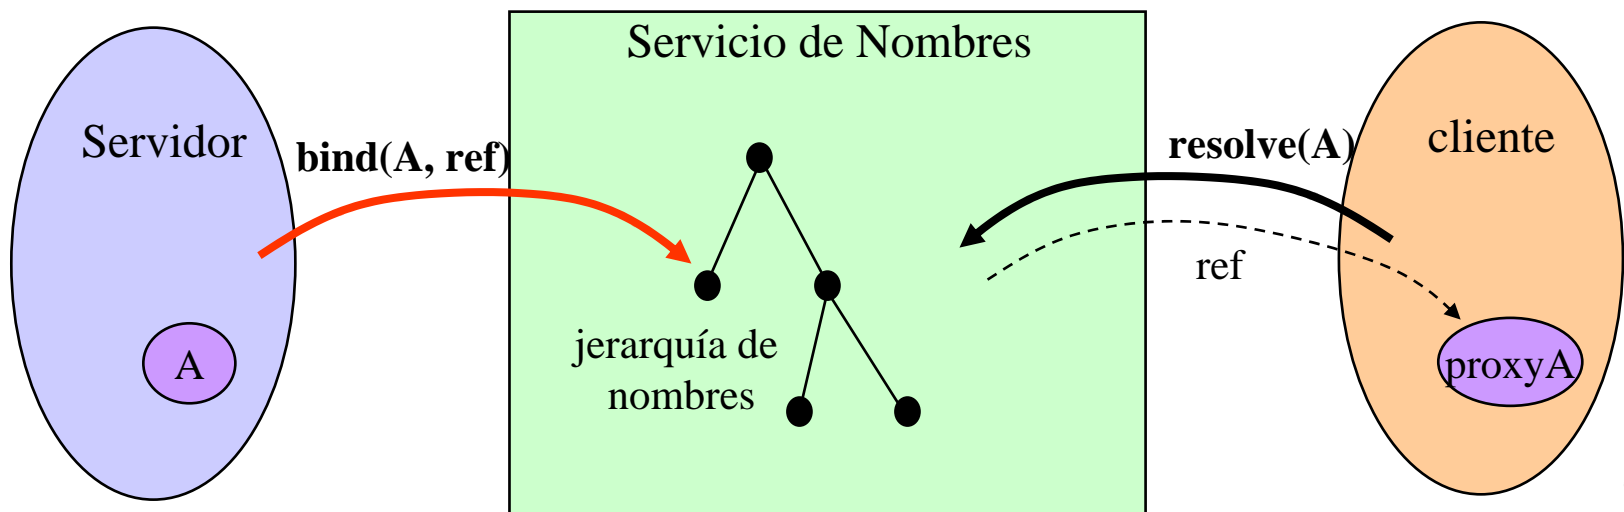 Servicio de Nombres
Servidor
bind(A, ref)
resolve(A)
cliente
ref
jerarquía de
nombres
A
proxyA